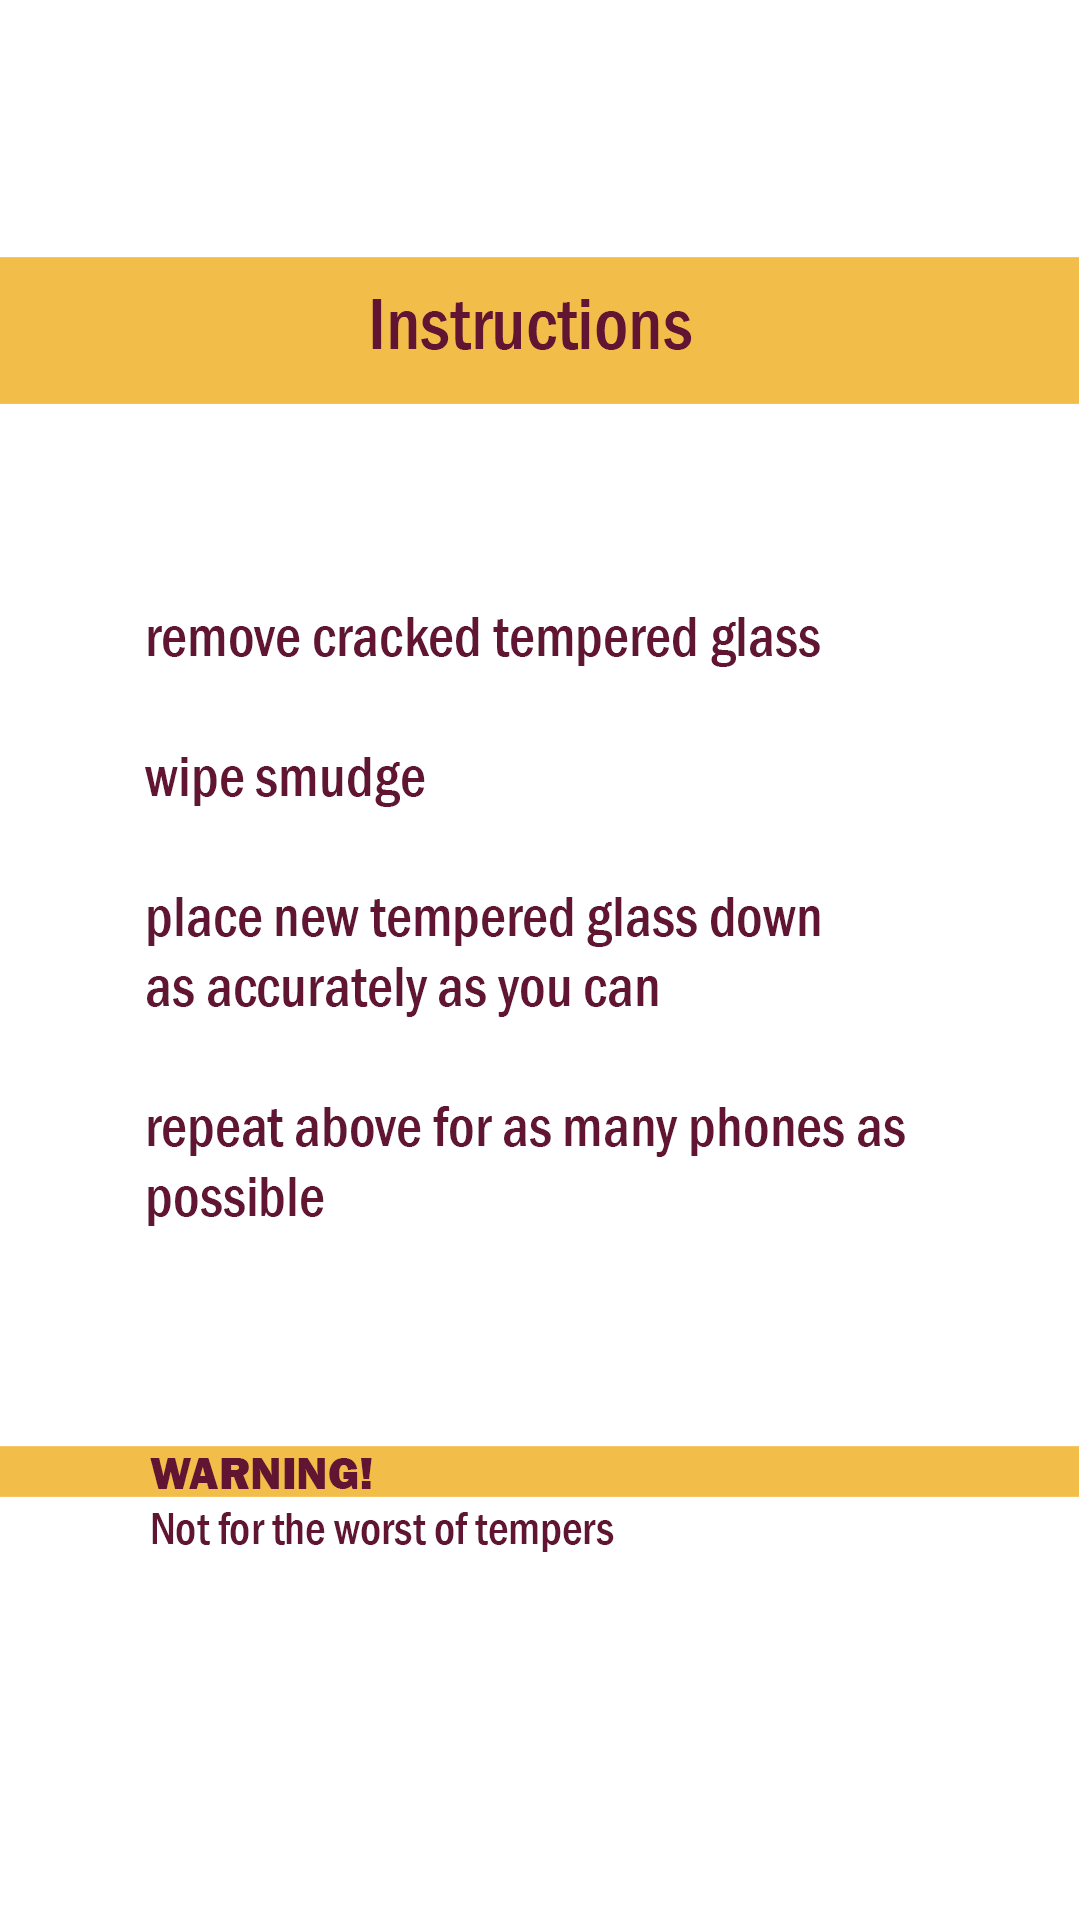 Instructions
remove cracked tempered glass
wipe smudge
place new tempered glass down
as accurately as you can
repeat above for as many phones as
possible
WARNING!
Not for the worst of tempers